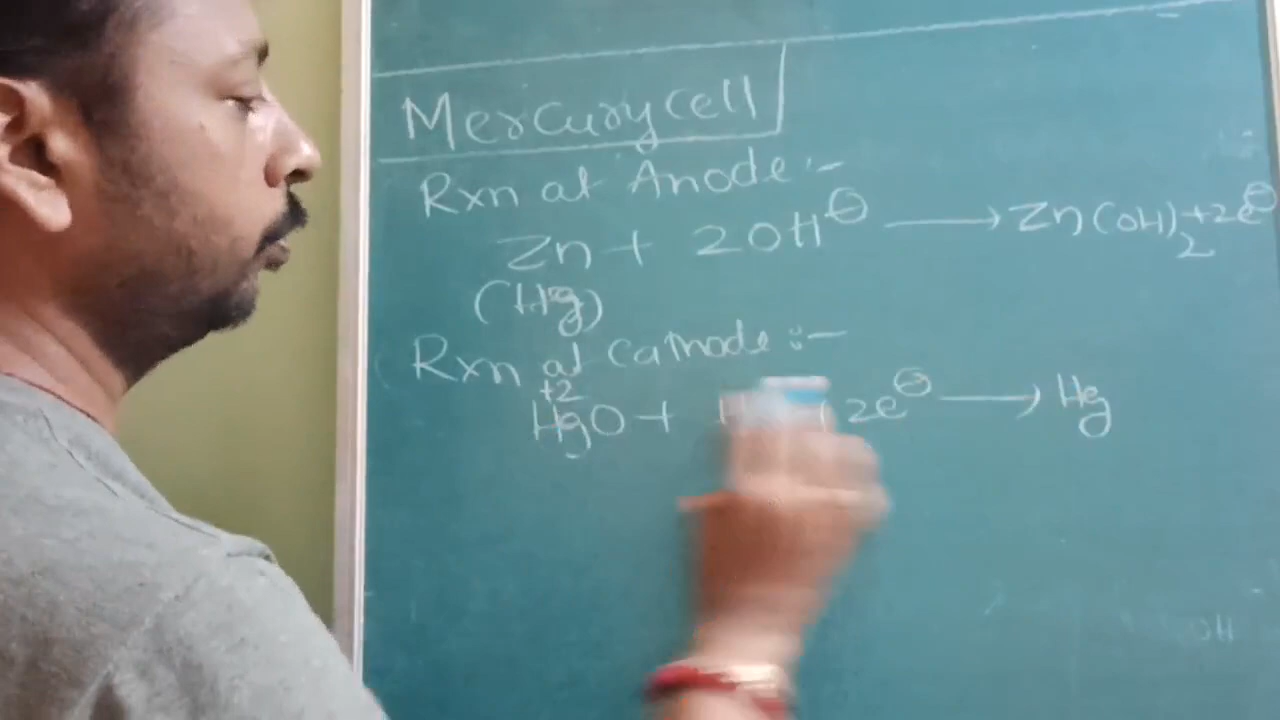 Mercury cell
Rxn at Anode :-
Zn + 2OH⊖ ⟶ Zn(OH)₂ + 2e⊖
(Hg)
Rxn at Cathode :-
+2
HgO + + 2e⊖ ⟶ Hg
OH